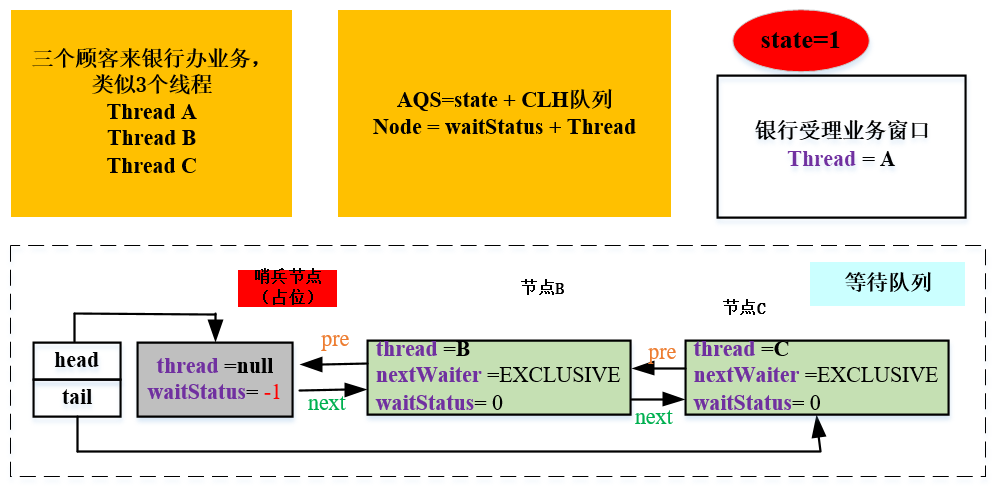 三个顾客来银行办业务，
类似3个线程
Thread A
Thread B
Thread C
AQS=state + CLH队列
Node = waitStatus + Thread
state=1
银行受理业务窗口
Thread = A
哨兵节点
（占位）
节点B
节点C
等待队列
head
tail
thread =null
waitStatus= -1
pre
next
thread =B
nextWaiter =EXCLUSIVE
waitStatus= 0
pre
next
thread =C
nextWaiter =EXCLUSIVE
waitStatus= 0